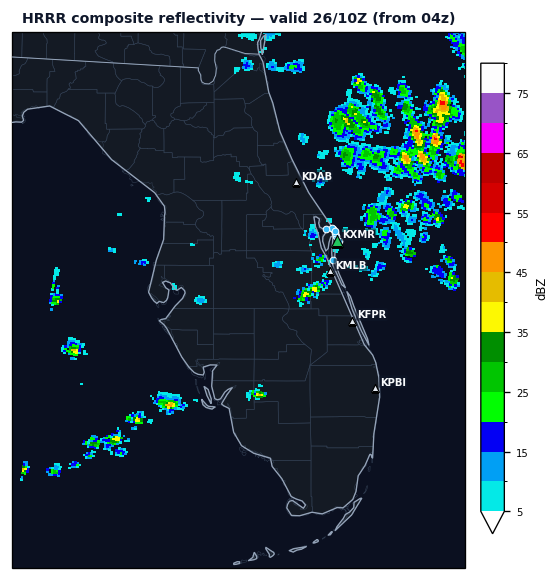 HRRR composite reflectivity — valid 26/10Z (from 04z)
75
65
KDAB
55
KXMR
45
KMLB
dBZ
35
KFPR
25
KPBI
15
5